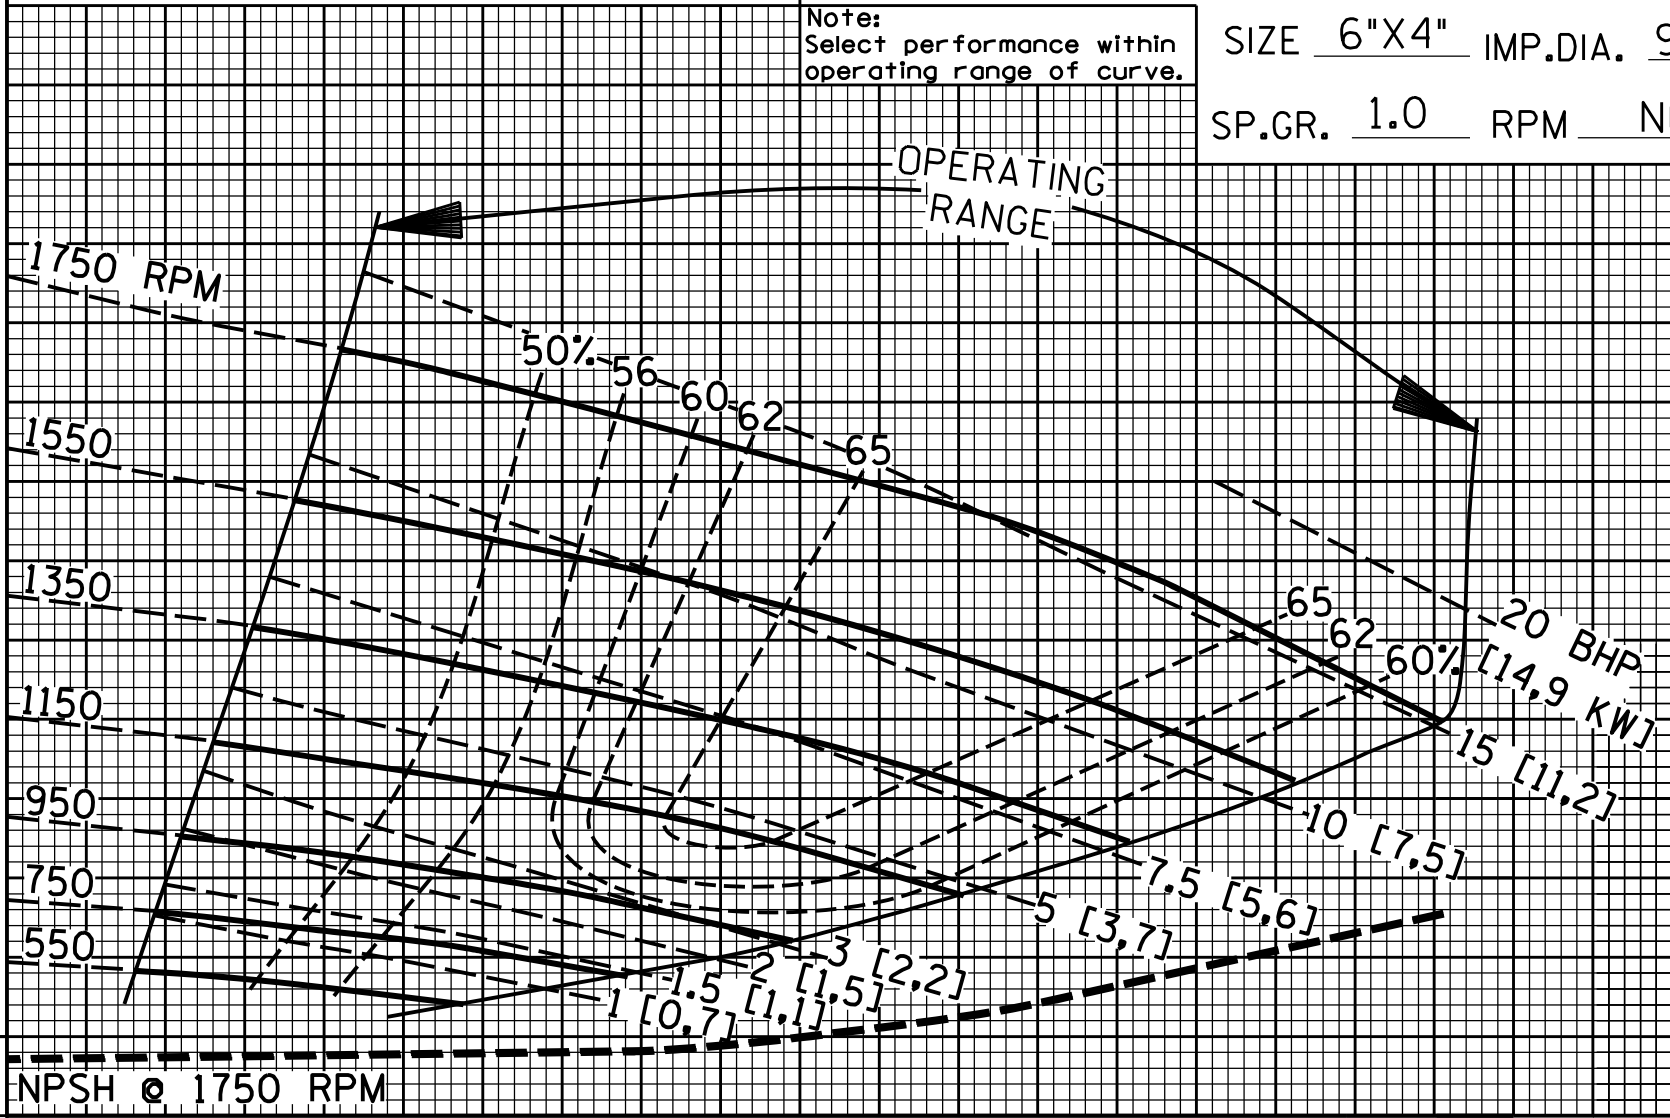 Note:
Select performance within
operating range of curve.
SIZE 6"X4" IMP.DIA.
SP.GR. 1.0 RPM
OPERATING
RANGE
1750 RPM
50% 56 60 62 65
1550
1350
65
62
60%
20 BHP
[14,9 KW]
1150
15 [11,2]
950
10 [7,5]
750
7.5 [5,6]
5 [3,7]
550
3 [2,2]
2 [1,5]
1.5 [1,1]
1 [0,7]
NPSH @ 1750 RPM